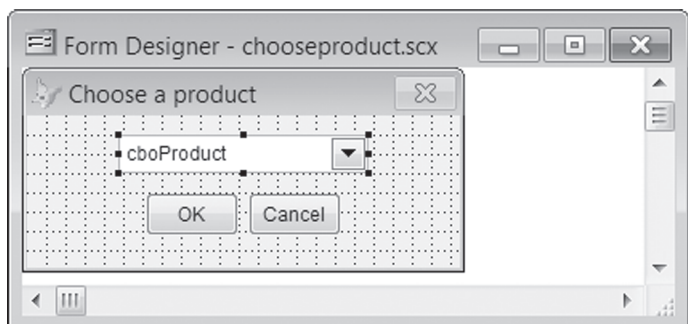 Form Designer - chooseproduct.scx
Choose a product
cboProduct
OK Cancel